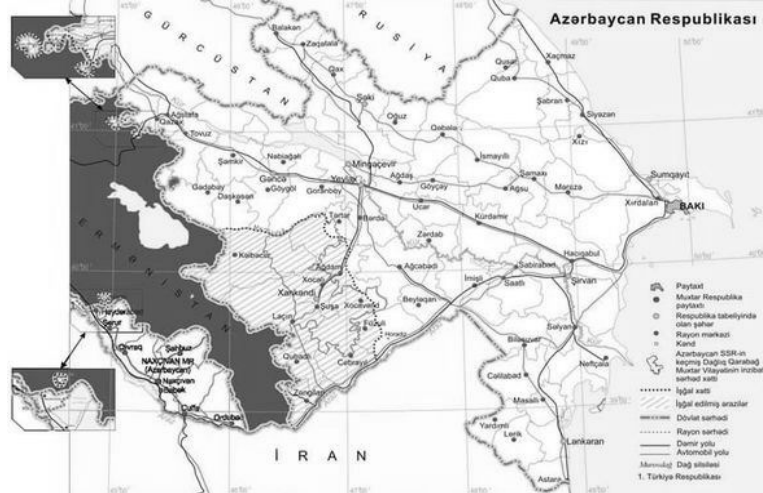 Azərbaycan Respublikası
RUSİYA
GÜRCÜSTAN
ERMƏNİSTAN
İRAN
Balakan
Zaqatala
Qax
Şəki
Oğuz
Qəbələ
İsmayıllı
Qusar
Xaçmaz
Quba
Şabran
Siyəzən
Xızı
Sumqayıt
Xırdalan
BAKI
Ağstafa
Qazax
Tovuz
Şəmkir
Gədəbəy
Daşkəsən
Gəncə
Göygöl
Goranboy
Mingəçevir
Yevlax
Ağdaş
Göyçay
Ucar
Ağsu
Şamaxı
Mərəzə
Kürdəmir
Zərdab
Bərdə
Tərtər
Kəlbəcər
Ağdam
Xocalı
Xankəndi
Şuşa
Laçın
Xocavənd
Füzuli
Horadiz
Ağcabədi
Beyləqan
İmişli
Saatlı
Sabirabad
Hacıqabul
Şirvan
Salyan
Neftçala
Biləsuvar
Cəlilabad
Masallı
Yardımlı
Lerik
Lənkəran
Astara
Qubadlı
Cəbrayıl
Zəngilan
Şərur
Şahbuz
NAXÇIVAN MR
(Azərbaycan)
Naxçıvan
Babək
Culfa
Ordubad
Paytaxt
Muxtar Respublika
paytaxtı
Respublika tabeliyində
olan şəhər
Rayon mərkəzi
Kənd
Azərbaycan SSR-in
keçmiş Dağlıq Qarabağ
Muxtar Vilayətinin inzibati
sərhəd xətti
İşğal xətti
İşğal edilmiş ərazilər
Dövlət sərhədi
Rayon sərhədi
Dəmir yolu
Avtomobil yolu
Murovdağ Dağ silsiləsi
1. Türkiyə Respublikası